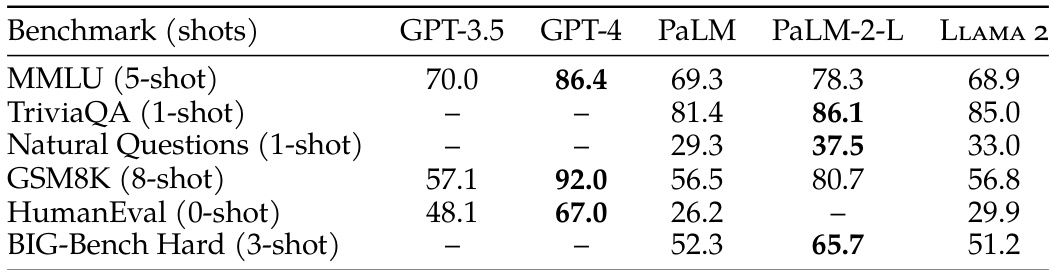 Benchmark (shots) GPT-3.5 GPT-4 PaLM PaLM-2-L Llama 2
MMLU (5-shot) 70.0 86.4 69.3 78.3 68.9
TriviaQA (1-shot) – – 81.4 86.1 85.0
Natural Questions (1-shot) – – 29.3 37.5 33.0
GSM8K (8-shot) 57.1 92.0 56.5 80.7 56.8
HumanEval (0-shot) 48.1 67.0 26.2 – 29.9
BIG-Bench Hard (3-shot) – – 52.3 65.7 51.2